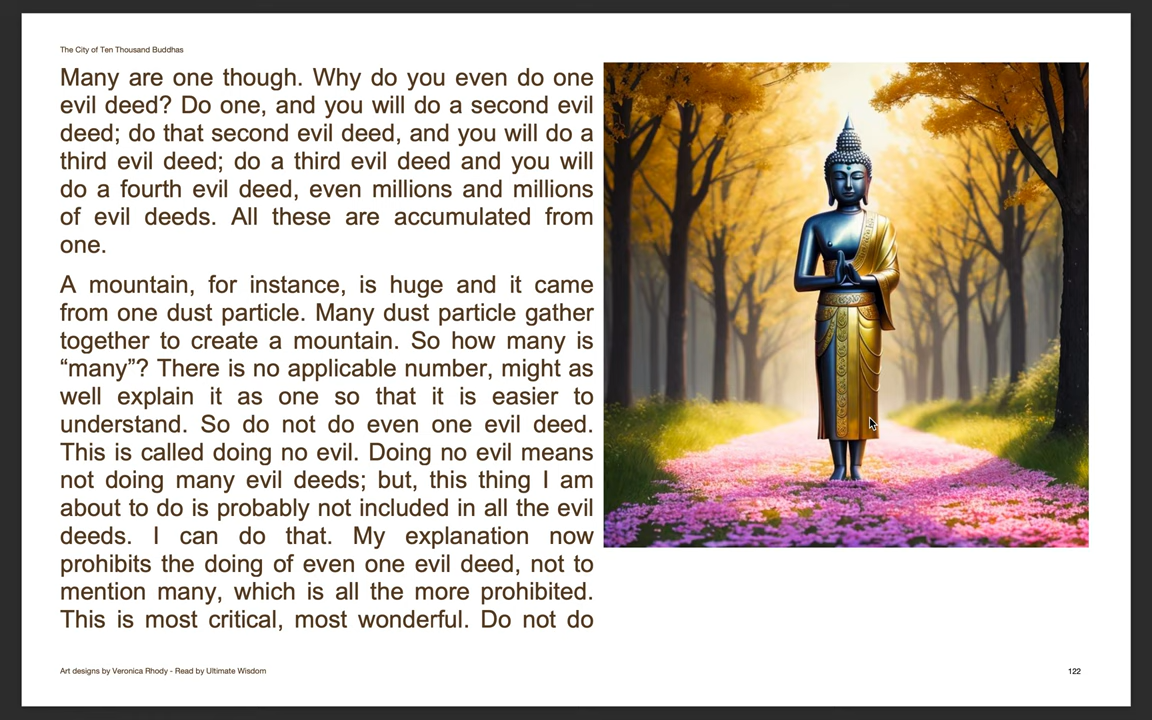 The City of Ten Thousand Buddhas
Many are one though. Why do you even do one
evil deed? Do one, and you will do a second evil
deed; do that second evil deed, and you will do a
third evil deed; do a third evil deed and you will
do a fourth evil deed, even millions and millions
of evil deeds. All these are accumulated from
one.
A mountain, for instance, is huge and it came
from one dust particle. Many dust particle gather
together to create a mountain. So how many is
“many”? There is no applicable number, might as
well explain it as one so that it is easier to
understand. So do not do even one evil deed.
This is called doing no evil. Doing no evil means
not doing many evil deeds; but, this thing I am
about to do is probably not included in all the evil
deeds. I can do that. My explanation now
prohibits the doing of even one evil deed, not to
mention many, which is all the more prohibited.
This is most critical, most wonderful. Do not do
Art designs by Veronica Rhody - Read by Ultimate Wisdom
122